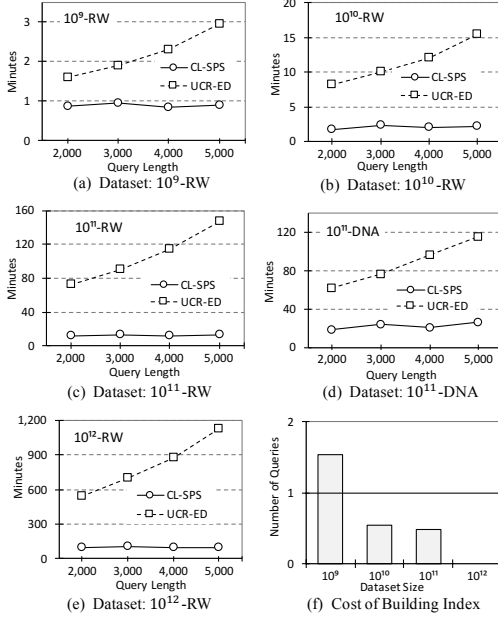 3
2
1
0
Minutes
10⁹-RW
CL-SPS
UCR-ED
2,000 3,000 4,000 5,000
Query Length
(a) Dataset: 10⁹-RW
20
15
10
5
0
Minutes
10¹⁰-RW
CL-SPS
UCR-ED
2,000 3,000 4,000 5,000
Query Length
(b) Dataset: 10¹⁰-RW
160
120
80
40
0
Minutes
10¹¹-RW
CL-SPS
UCR-ED
2,000 3,000 4,000 5,000
Query Length
(c) Dataset: 10¹¹-RW
120
80
40
0
Minutes
10¹¹-DNA
CL-SPS
UCR-ED
2,000 3,000 4,000 5,000
Query Length
(d) Dataset: 10¹¹-DNA
1,200
900
600
300
0
Minutes
10¹²-RW
CL-SPS
UCR-ED
2,000 3,000 4,000 5,000
Query Length
(e) Dataset: 10¹²-RW
2
1
0
Number of Queries
10⁹ 10¹⁰ 10¹¹ 10¹²
Dataset Size
(f) Cost of Building Index